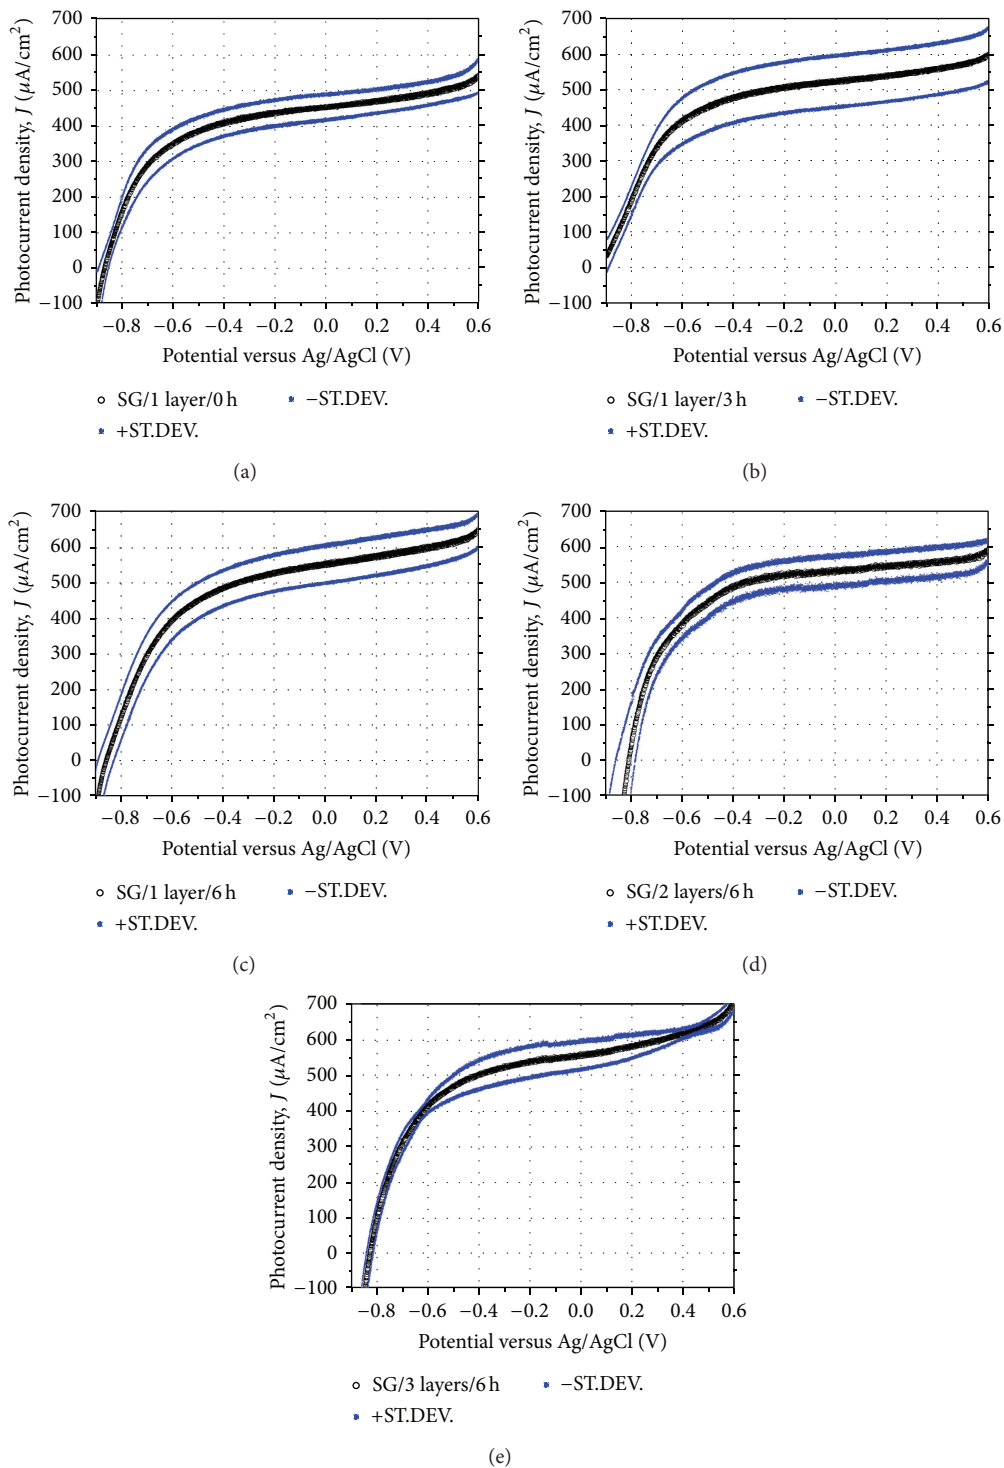 Photocurrent density, J (μA/cm²)
700
600
500
400
300
200
100
0
−100
−0.8 −0.6 −0.4 −0.2 0.0 0.2 0.4 0.6
Potential versus Ag/AgCl (V)
SG/1 layer/0 h −ST.DEV.
+ST.DEV.
(a)
Photocurrent density, J (μA/cm²)
700
600
500
400
300
200
100
0
−100
−0.8 −0.6 −0.4 −0.2 0.0 0.2 0.4 0.6
Potential versus Ag/AgCl (V)
SG/1 layer/3 h −ST.DEV.
+ST.DEV.
(b)
Photocurrent density, J (μA/cm²)
700
600
500
400
300
200
100
0
−100
−0.8 −0.6 −0.4 −0.2 0.0 0.2 0.4 0.6
Potential versus Ag/AgCl (V)
SG/1 layer/6 h −ST.DEV.
+ST.DEV.
(c)
Photocurrent density, J (μA/cm²)
700
600
500
400
300
200
100
0
−100
−0.8 −0.6 −0.4 −0.2 0.0 0.2 0.4 0.6
Potential versus Ag/AgCl (V)
SG/2 layers/6 h −ST.DEV.
+ST.DEV.
(d)
Photocurrent density, J (μA/cm²)
700
600
500
400
300
200
100
0
−100
−0.8 −0.6 −0.4 −0.2 0.0 0.2 0.4 0.6
Potential versus Ag/AgCl (V)
SG/3 layers/6 h −ST.DEV.
+ST.DEV.
(e)